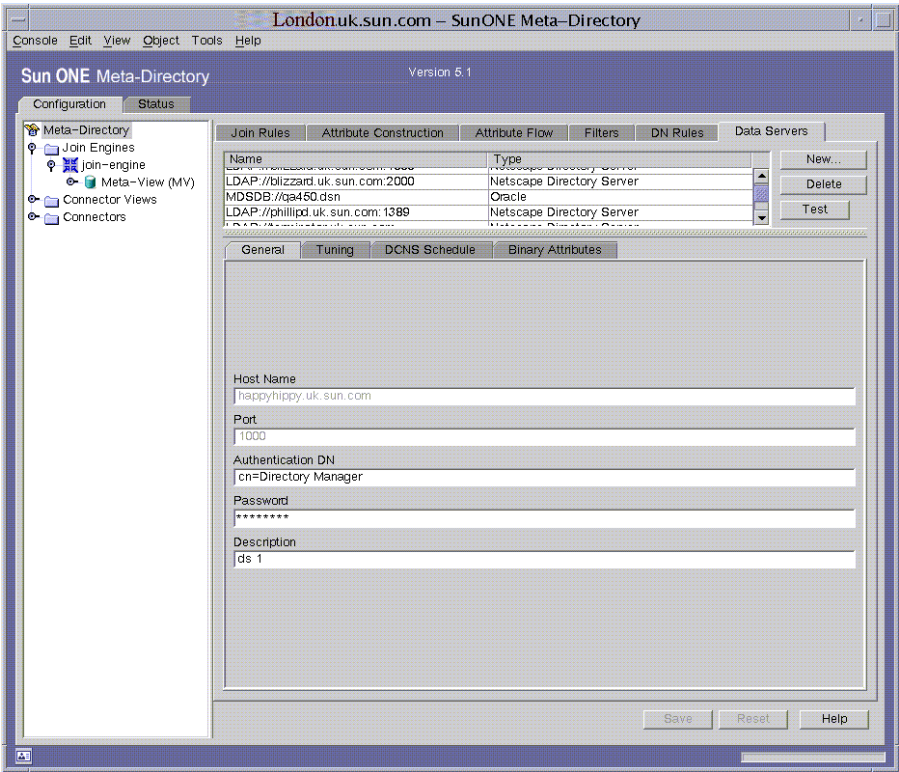 London.uk.sun.com – SunONE Meta–Directory
Console Edit View Object Tools Help
Sun ONE Meta-Directory
Version 5.1
Configuration Status
Meta–Directory
Join Engines
join–engine
Meta–View (MV)
Connector Views
Connectors
Join Rules Attribute Construction Attribute Flow Filters DN Rules Data Servers
Name Type
LDAP://blizzard.uk.sun.com:2000 Netscape Directory Server
MDSDB://qa450.dsn Oracle
LDAP://phillipd.uk.sun.com:1389 Netscape Directory Server
New...
Delete
Test
General Tuning DCNS Schedule Binary Attributes
Host Name
happyhippy.uk.sun.com
Port
1000
Authentication DN
cn=Directory Manager
Password
********
Description
ds 1
Save Reset Help